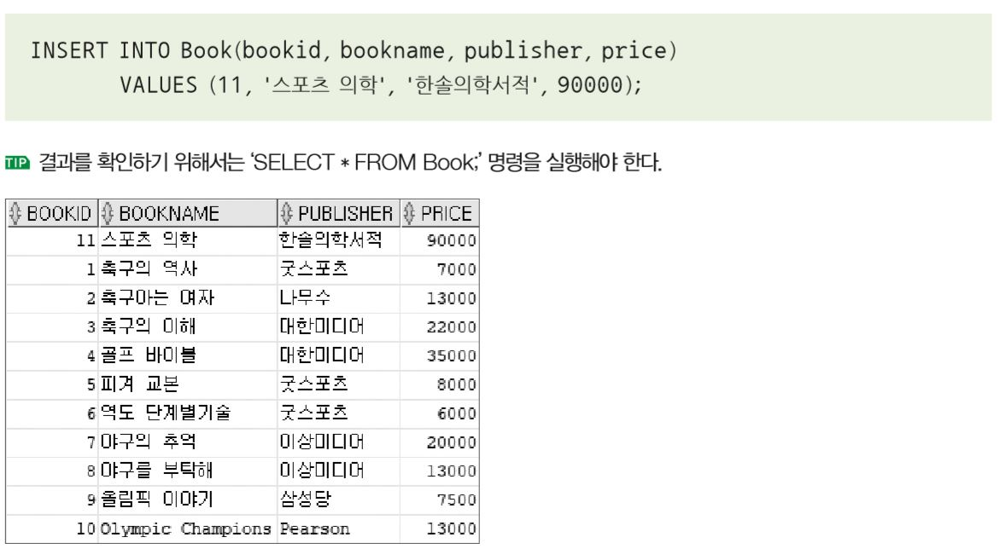 INSERT INTO Book(bookid, bookname, publisher, price)
VALUES (11, '스포츠 의학', '한솔의학서적', 90000);
TIP 결과를 확인하기 위해서는 ‘SELECT * FROM Book;’ 명령을 실행해야 한다.
BOOKID BOOKNAME PUBLISHER PRICE
11 스포츠 의학 한솔의학서적 90000
1 축구의 역사 굿스포츠 7000
2 축구아는 여자 나무수 13000
3 축구의 이해 대한미디어 22000
4 골프 바이블 대한미디어 35000
5 피겨 교본 굿스포츠 8000
6 역도 단계별기술 굿스포츠 6000
7 야구의 추억 이상미디어 20000
8 야구를 부탁해 이상미디어 13000
9 올림픽 이야기 삼성당 7500
10 Olympic Champions Pearson 13000